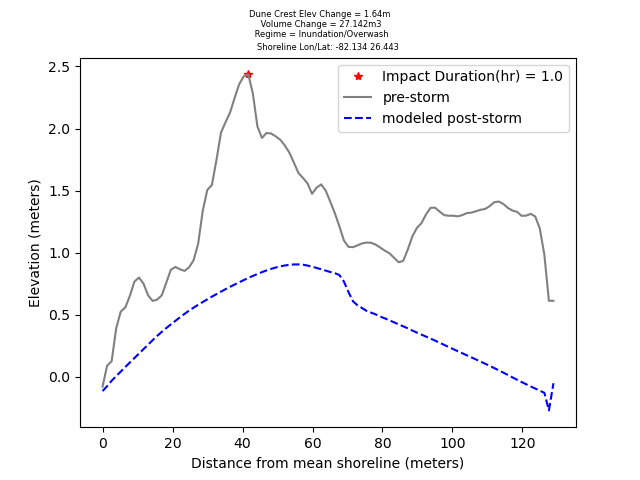 Dune Crest Elev Change = 1.64m
Volume Change = 27.142m3
Regime = Inundation/Overwash
Shoreline Lon/Lat: -82.134 26.443
Impact Duration(hr) = 1.0
pre-storm
modeled post-storm
2.5
2.0
1.5
1.0
0.5
0.0
Elevation (meters)
0 20 40 60 80 100 120
Distance from mean shoreline (meters)